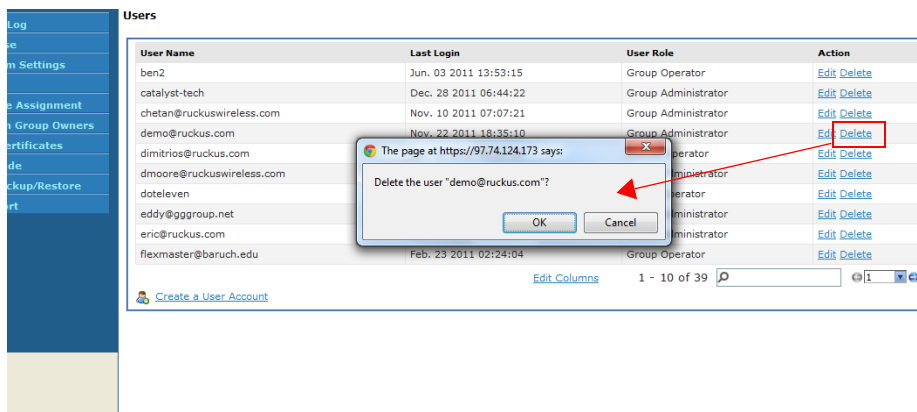 Users
Log
se
m Settings
e Assignment
n Group Owners
ertificates
de
ckup/Restore
rt
User Name Last Login User Role Action
ben2 Jun. 03 2011 13:53:15 Group Operator Edit Delete
catalyst-tech Dec. 28 2011 06:44:22 Group Administrator Edit Delete
chetan@ruckuswireless.com Nov. 10 2011 07:07:21 Group Administrator Edit Delete
demo@ruckus.com Nov. 22 2011 18:35:10 Group Administrator Edit Delete
dimitrios@ruckus.com perator Edit Delete
dmoore@ruckuswireless.com ministrator Edit Delete
doteleven perator Edit Delete
eddy@gggroup.net ministrator Edit Delete
eric@ruckus.com ministrator Edit Delete
flexmaster@baruch.edu Feb. 23 2011 02:24:04 Group Operator Edit Delete
The page at https://97.74.124.173 says:
Delete the user "demo@ruckus.com"?
OK Cancel
Edit Columns 1 - 10 of 39 1
Create a User Account